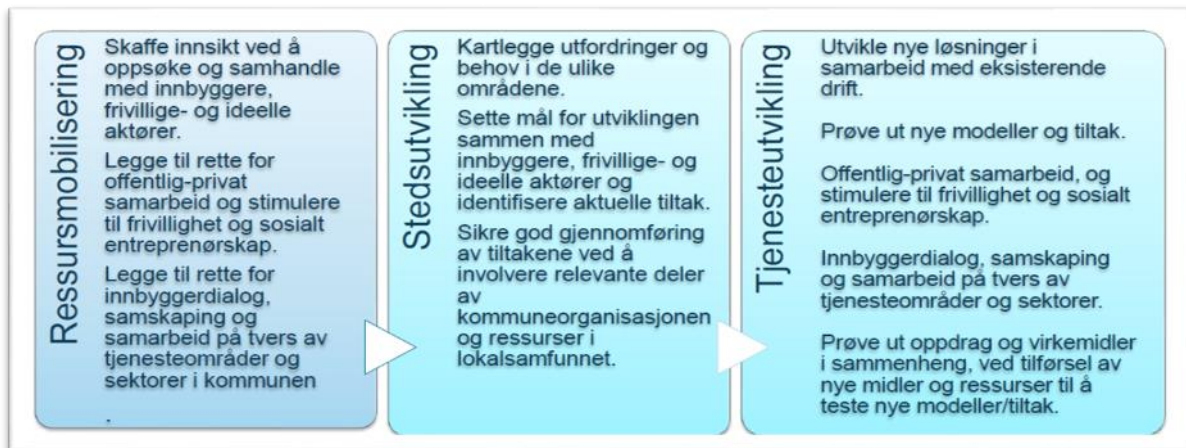 Ressursmobilisering
Skaffe innsikt ved å
oppsøke og samhandle
med innbyggere,
frivillige- og ideelle
aktører.
Legge til rette for
offentlig-privat
samarbeid og stimulere
til frivillighet og sosialt
entreprenørskap.
Legge til rette for
innbyggerdialog,
samskaping og
samarbeid på tvers av
tjenesteområder og
sektorer i kommunen
.
Stedsutvikling
Kartlegge utfordringer og
behov i de ulike
områdene.
Sette mål for utviklingen
sammen med
innbyggere, frivillige- og
ideelle aktører og
identifisere aktuelle tiltak.
Sikre god gjennomføring
av tiltakene ved å
involvere relevante deler
av
kommuneorganisasjonen
og ressurser i
lokalsamfunnet.
Tjenesteutvikling
Utvikle nye løsninger i
samarbeid med eksisterende
drift.
Prøve ut nye modeller og tiltak.
Offentlig-privat samarbeid, og
stimulere til frivillighet og sosialt
entreprenørskap.
Innbyggerdialog, samskaping
og samarbeid på tvers av
tjenesteområder og sektorer.
Prøve ut oppdrag og virkemidler
i sammenheng, ved tilførsel av
nye midler og ressurser til å
teste nye modeller/tiltak.